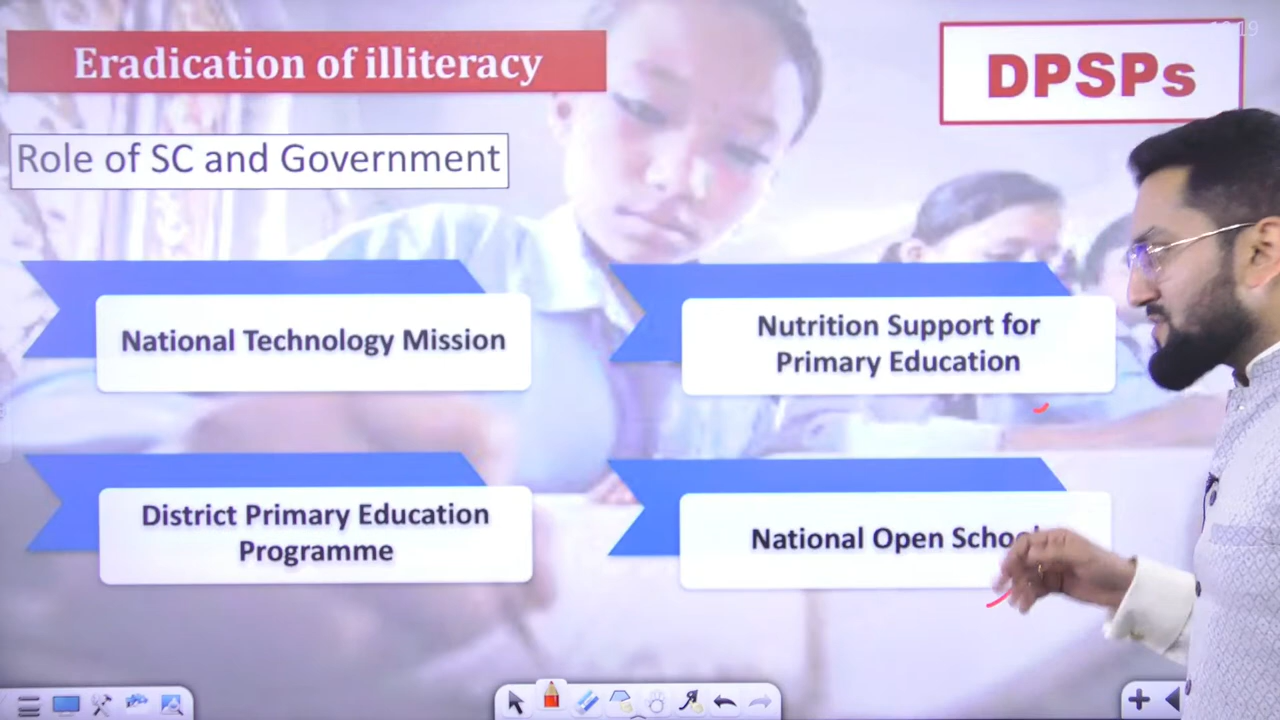 Eradication of illiteracy
DPSPs
Role of SC and Government
National Technology Mission
Nutrition Support for
Primary Education
District Primary Education
Programme
National Open